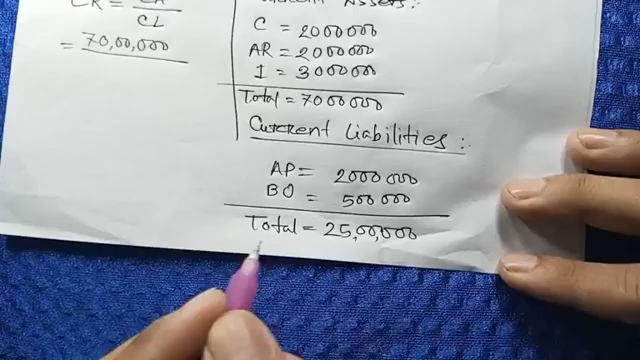 CR = CA / CL
= 70,00,000
Current Assets:
C = 2000000
AR = 2000000
I = 3000000
Total = 7000000
Current Liabilities:
AP = 2000000
BO = 500000
Total = 25,00,000